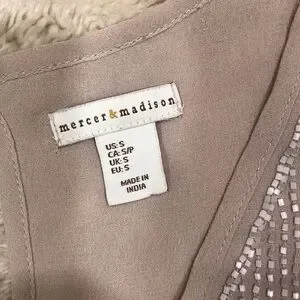 mercer&madison
US: S
CA: S/P
UK: S
EU: S
MADE IN
INDIA